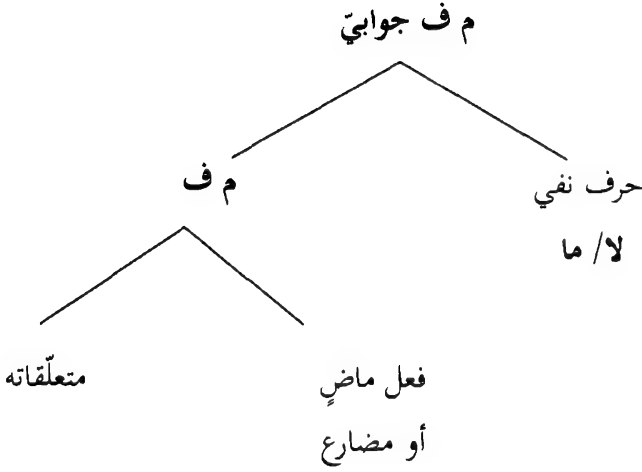 م ف جوابيّ
حرف نفي
لا/ ما
م ف
فعل ماضٍ
أو مضارع
متعلّقاته